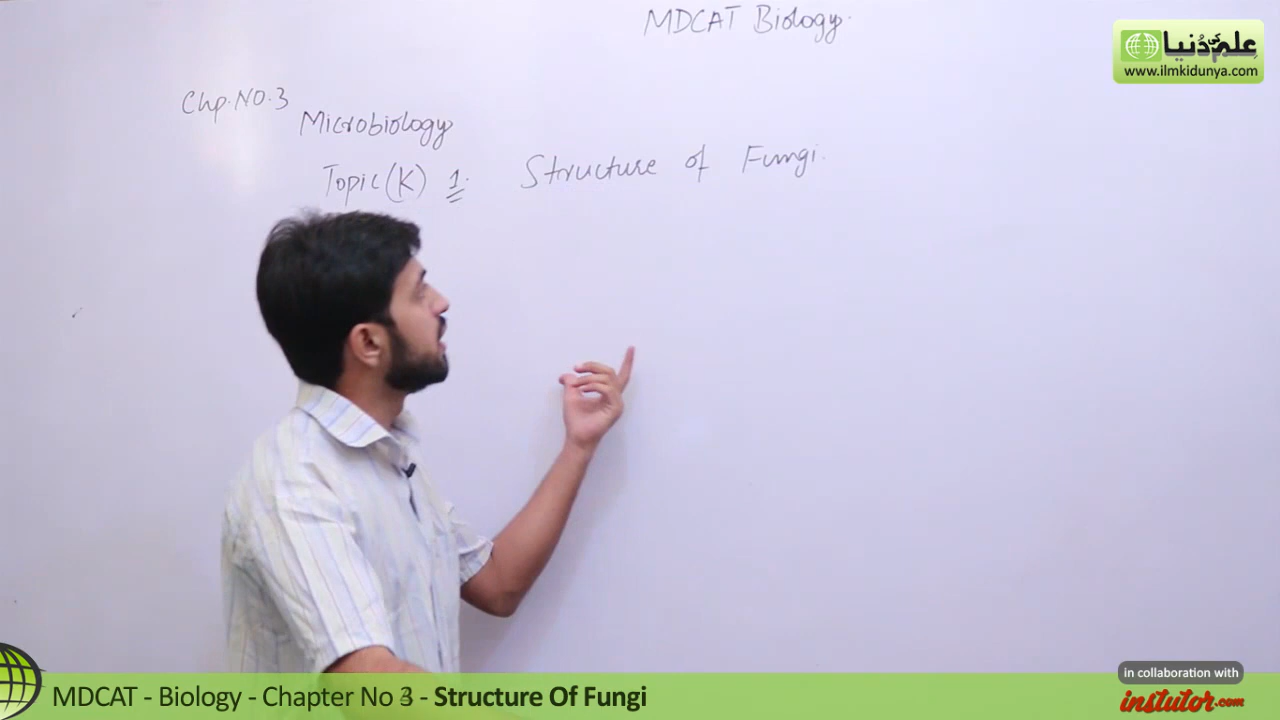 MDCAT Biology.
علم کی دُنیا
www.ilmkidunya.com
Chp.NO.3
Microbiology
Topic(K) 1. Structure of Fungi.
in collaboration with
instutor.com
MDCAT - Biology - Chapter No 3 - Structure Of Fungi